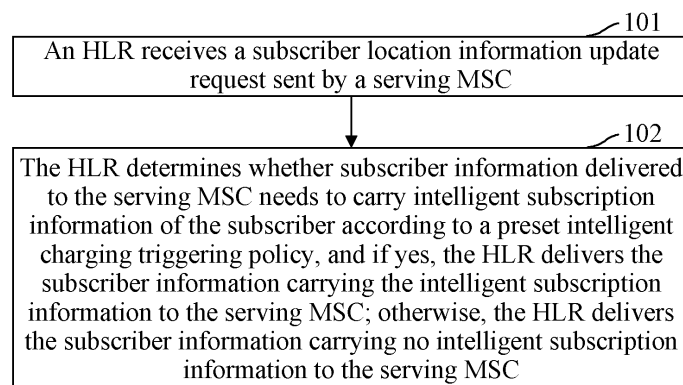 101
An HLR receives a subscriber location information update
request sent by a serving MSC
102
The HLR determines whether subscriber information delivered
to the serving MSC needs to carry intelligent subscription
information of the subscriber according to a preset intelligent
charging triggering policy, and if yes, the HLR delivers the
subscriber information carrying the intelligent subscription
information to the serving MSC; otherwise, the HLR delivers
the subscriber information carrying no intelligent subscription
information to the serving MSC